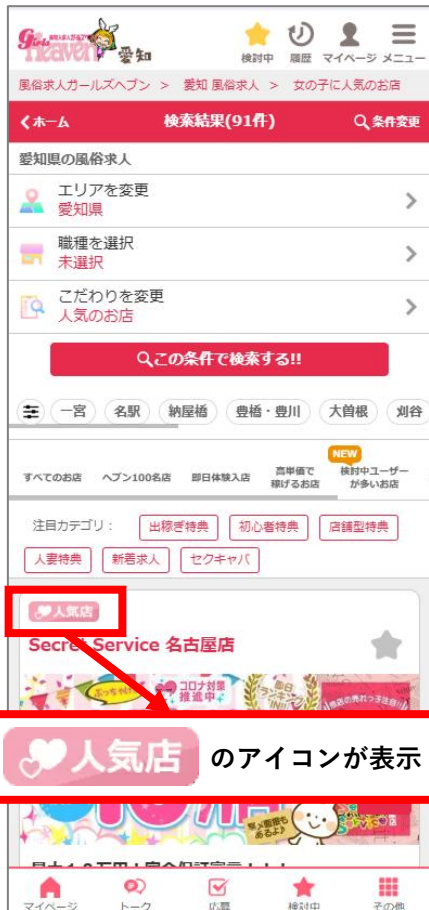 Girls Heaven 愛知
検討中 履歴 マイページ メニュー
風俗求人ガールズヘブン > 愛知 風俗求人 > 女の子に人気のお店
ホーム 検索結果(91件) 条件変更
愛知県の風俗求人
エリアを変更
愛知県
職種を選択
未選択
こだわりを変更
人気のお店
この条件で検索する!!
一宮 名駅 納屋橋 豊橋・豊川 大曽根 刈谷
NEW
すべてのお店 ヘブン100名店 即日体験入店 高単価で 検討中ユーザー
稼げるお店 が多いお店
注目カテゴリ: 出稼ぎ特典 初心者特典 店舗型特典
人妻特典 新着求人 セクキャバ
人気店
Secret Service 名古屋店
コロナ対策
推進中
人気店 のアイコンが表示
マイページ トーク 応募 検討中 その他